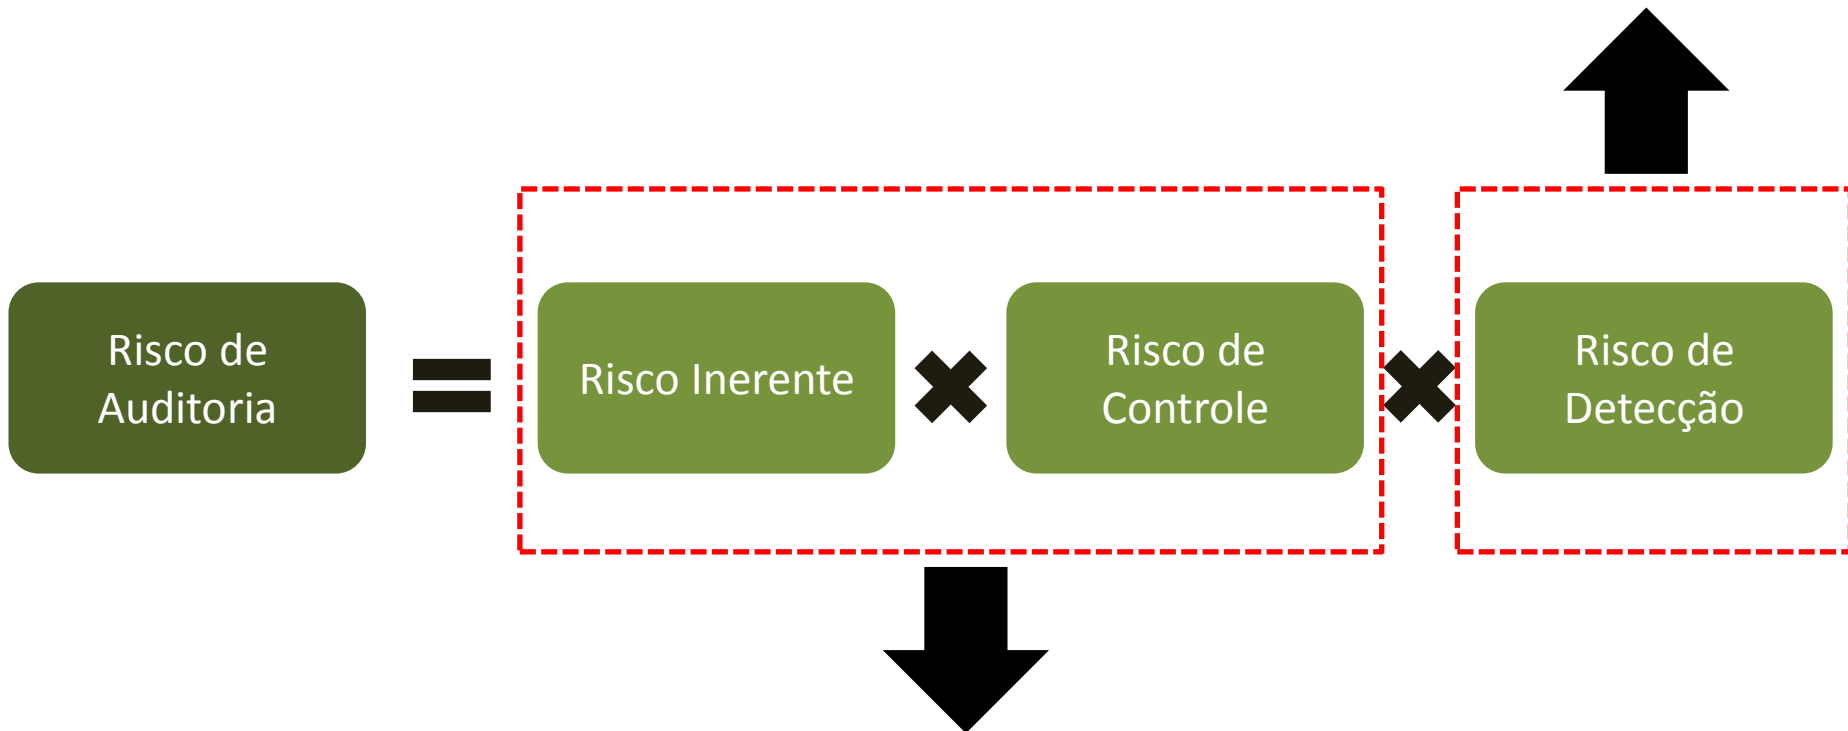 Risco de
Auditoria
Risco Inerente
Risco de
Controle
Risco de
Detecção